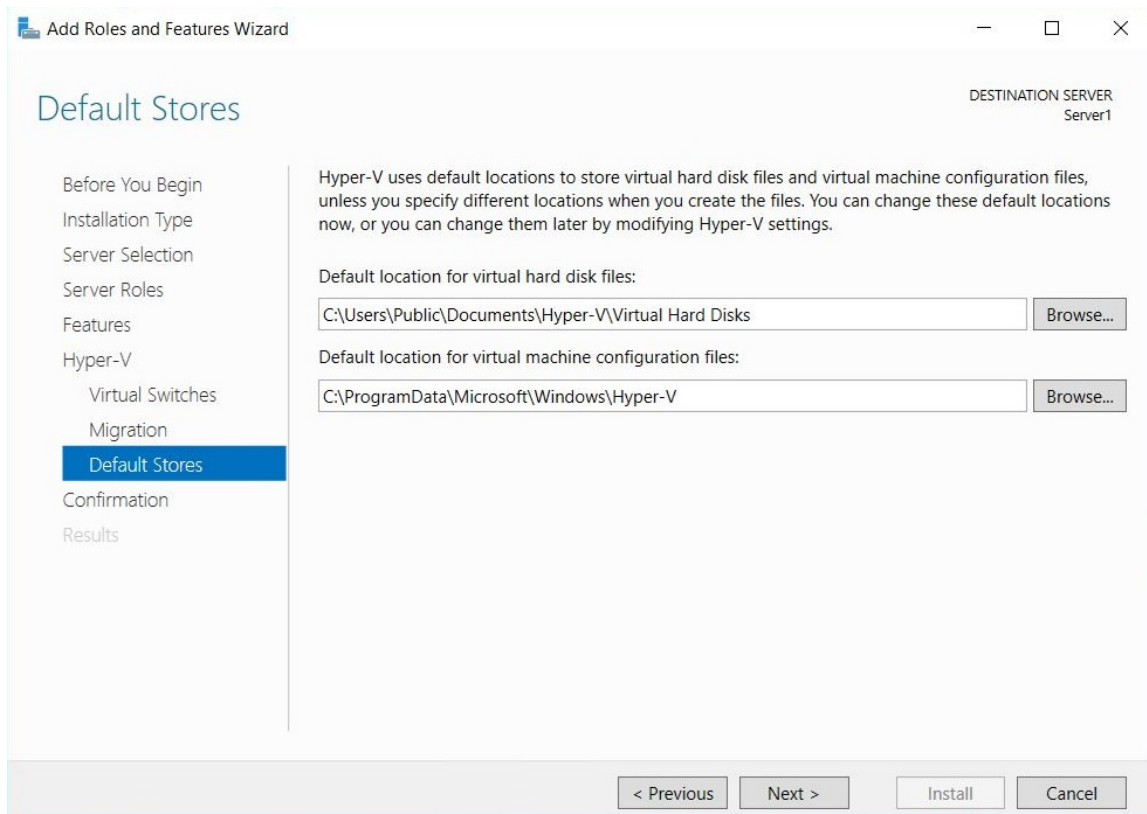 Add Roles and Features Wizard
Default Stores
DESTINATION SERVER
Server1
Before You Begin
Installation Type
Server Selection
Server Roles
Features
Hyper-V
Virtual Switches
Migration
Default Stores
Confirmation
Results
Hyper-V uses default locations to store virtual hard disk files and virtual machine configuration files,
unless you specify different locations when you create the files. You can change these default locations
now, or you can change them later by modifying Hyper-V settings.
Default location for virtual hard disk files:
C:\Users\Public\Documents\Hyper-V\Virtual Hard Disks
Browse...
Default location for virtual machine configuration files:
C:\ProgramData\Microsoft\Windows\Hyper-V
Browse...
< Previous
Next >
Install
Cancel